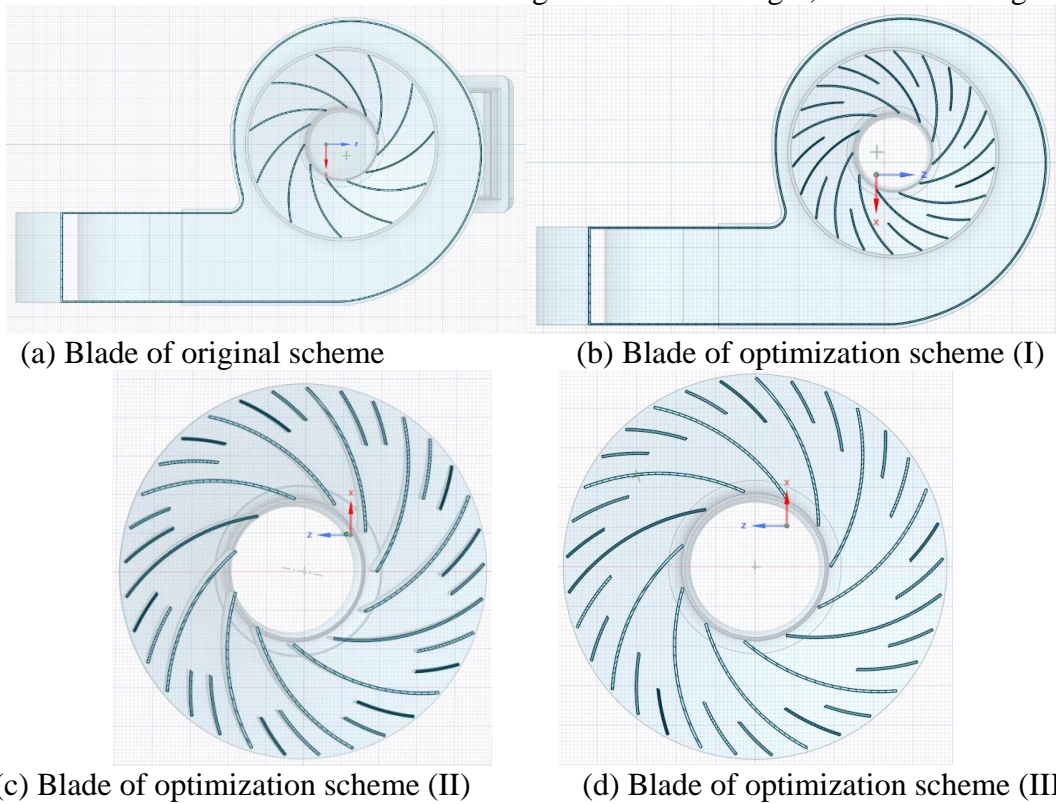 z
x
z
x
(a) Blade of original scheme (b) Blade of optimization scheme (I)
x
z
x
z
(c) Blade of optimization scheme (II) (d) Blade of optimization scheme (III